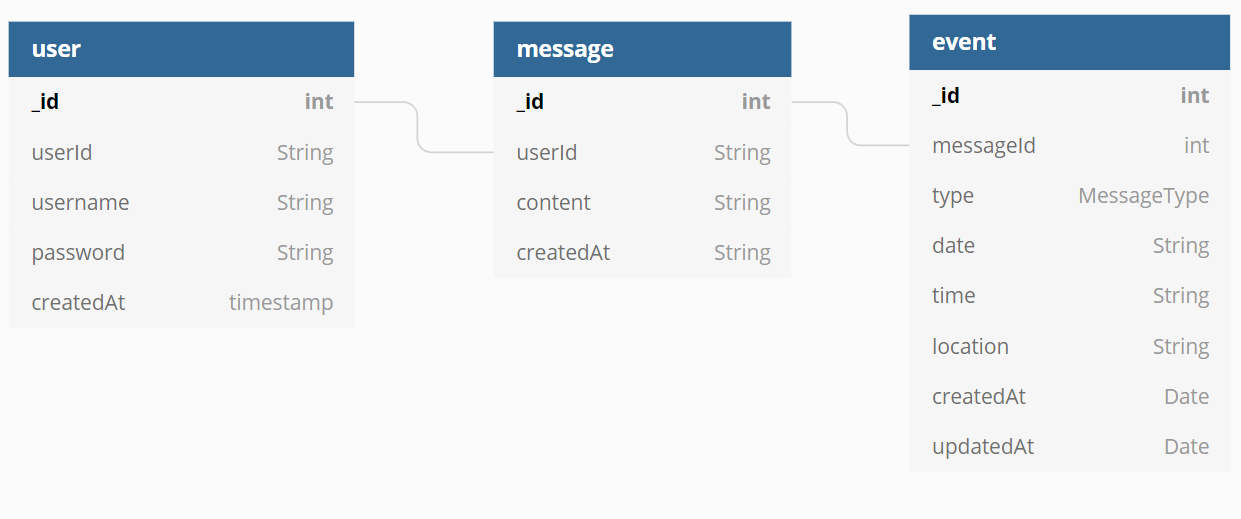 user
_id int
userId String
username String
password String
createdAt timestamp
message
_id int
userId String
content String
createdAt String
event
_id int
messageId int
type MessageType
date String
time String
location String
createdAt Date
updatedAt Date